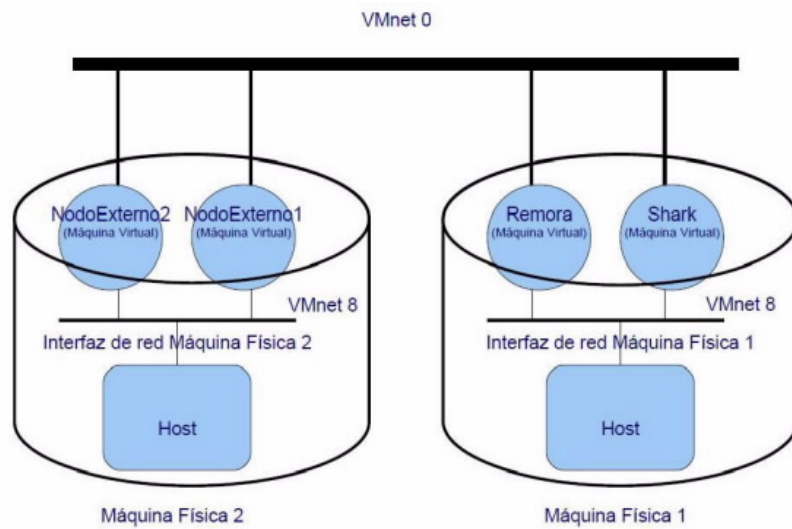 VMnet 0
NodoExterno2
(Máquina Virtual)
NodoExterno1
(Máquina Virtual)
Remora
(Máquina Virtual)
Shark
(Máquina Virtual)
VMnet 8
VMnet 8
Interfaz de red Máquina Física 2
Interfaz de red Máquina Física 1
Host
Host
Máquina Física 2
Máquina Física 1